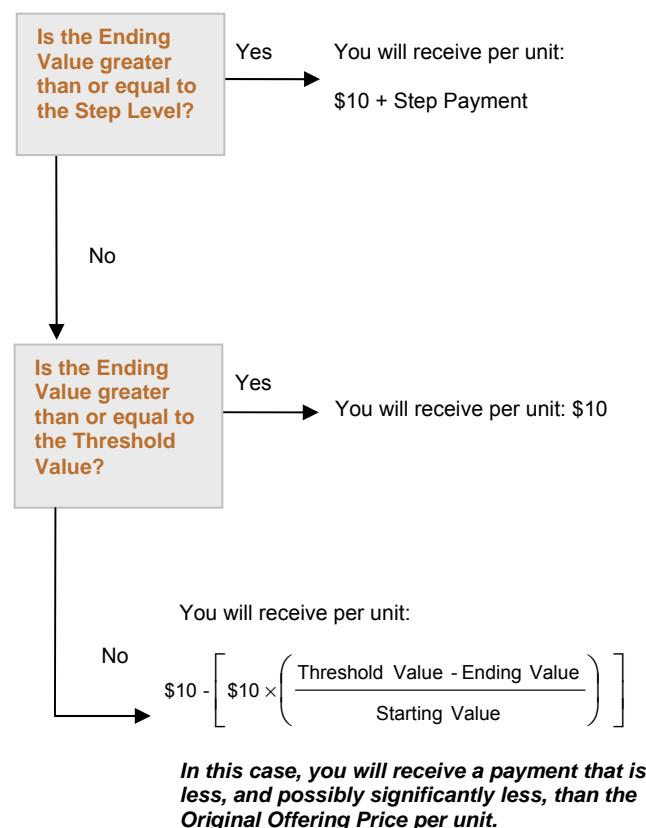 Is the Ending
Value greater
than or equal to
the Step Level?
Yes
You will receive per unit:
$10 + Step Payment
No
Is the Ending
Value greater
than or equal to
the Threshold
Value?
Yes
You will receive per unit: $10
No
You will receive per unit:
$10 - [ $10 × ( Threshold Value - Ending Value
Starting Value ) ]
In this case, you will receive a payment that is
less, and possibly significantly less, than the
Original Offering Price per unit.